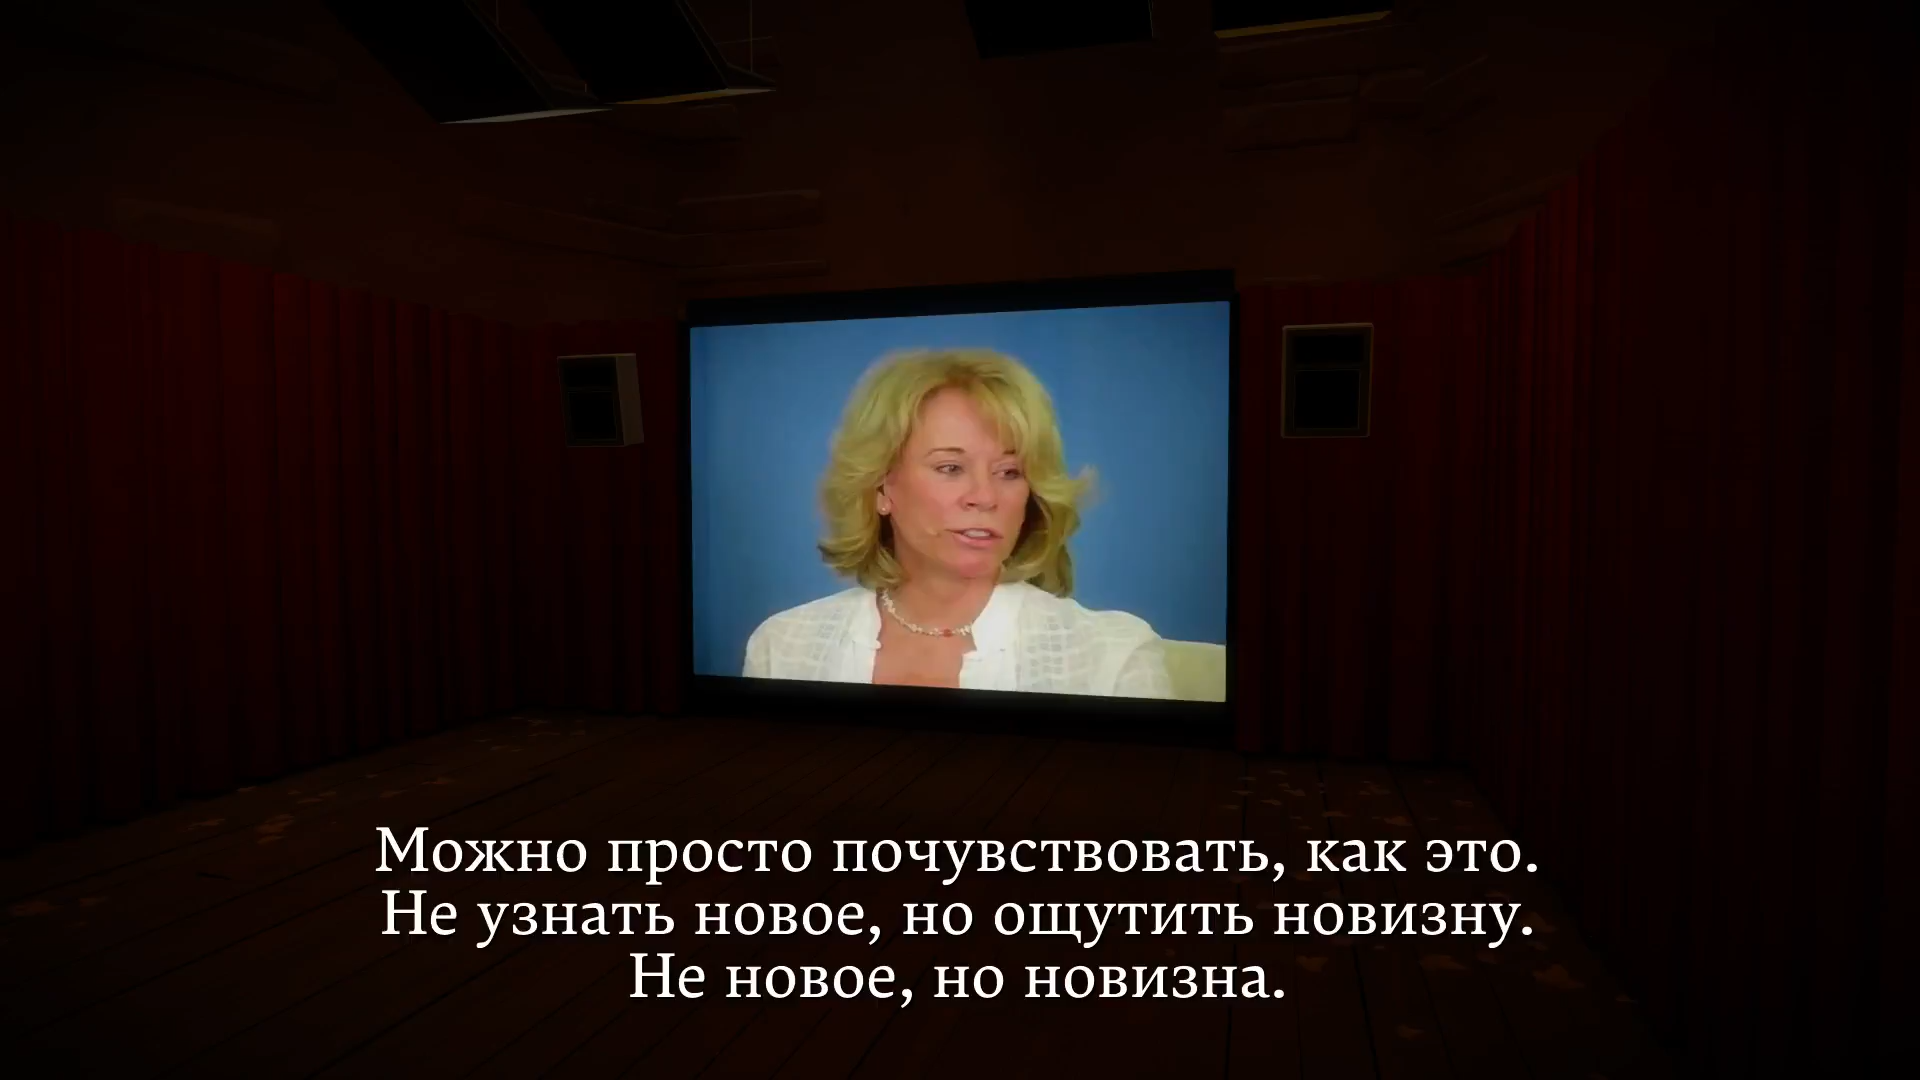 Можно просто почувствовать, как это.
Не узнать новое, но ощутить новизну.
Не новое, но новизна.